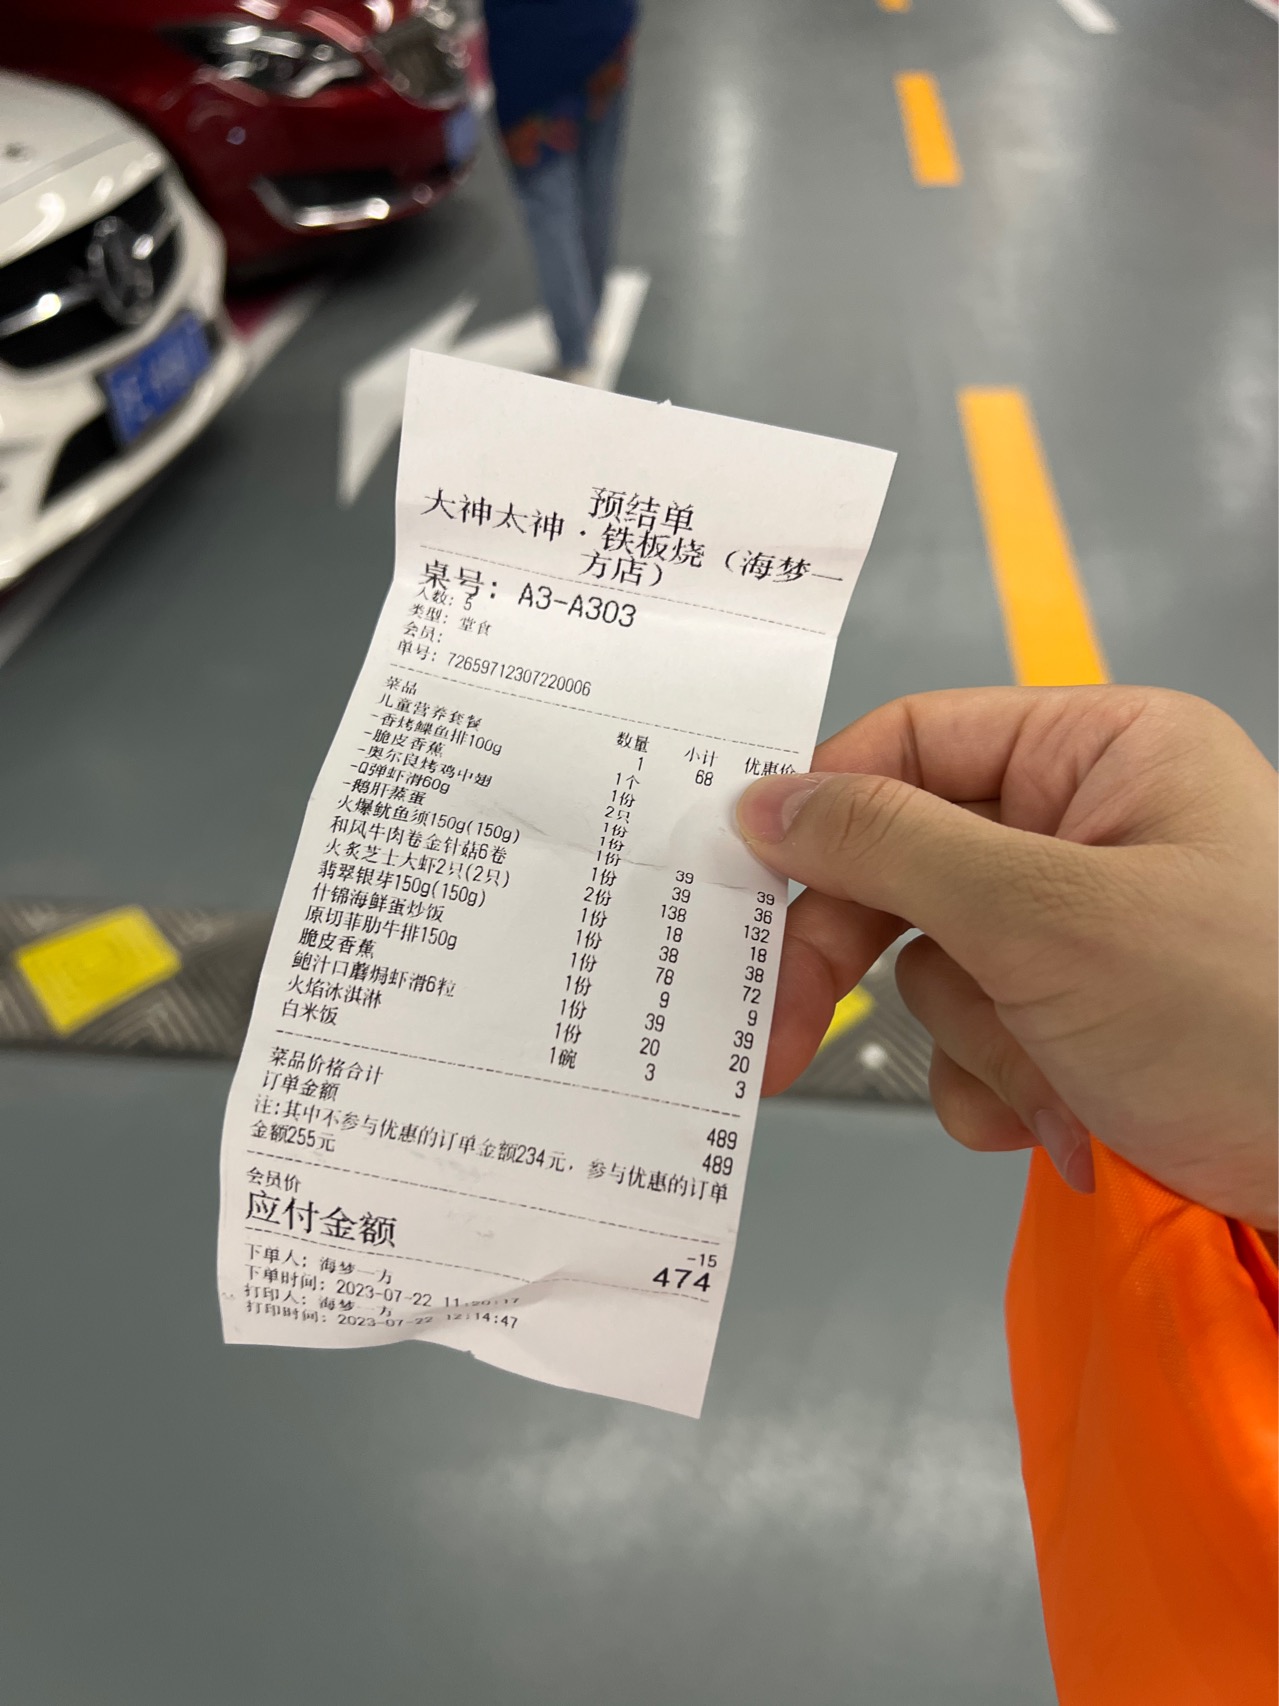 预结单
大神太神·铁板烧（海梦一
方店）
桌号：A3-A303
人数：5
类型：堂食
会员：
单号：72659712307220006
菜品 数量 小计 优惠价
儿童营养套餐 1 68
-香烤鲽鱼排100g 1个
-脆皮香蕉 1份
-奥尔良烤鸡中翅 2只
-Q弹虾滑60g 1份
-鹅肝蒸蛋 1份
火爆鱿鱼须150g(150g) 1份 39 39
和风牛肉卷金针菇6卷 1份 39 36
火炙芝士大虾2只(2只) 2份 138 132
翡翠银芽150g(150g) 1份 18 18
什锦海鲜蛋炒饭 1份 38 38
原切菲肋牛排150g 1份 78 72
脆皮香蕉 1份 9 9
鲍汁口蘑焗虾滑6粒 1份 39 39
火焰冰淇淋 1份 20 20
白米饭 1碗 3 3
菜品价格合计 489
订单金额 489
注:其中不参与优惠的订单金额234元，参与优惠的订单
金额255元
会员价 -15
应付金额 474
下单人：海梦一方
下单时间：2023-07-22
打印人：海梦一方
打印时间：2023-07-22 12:14:47